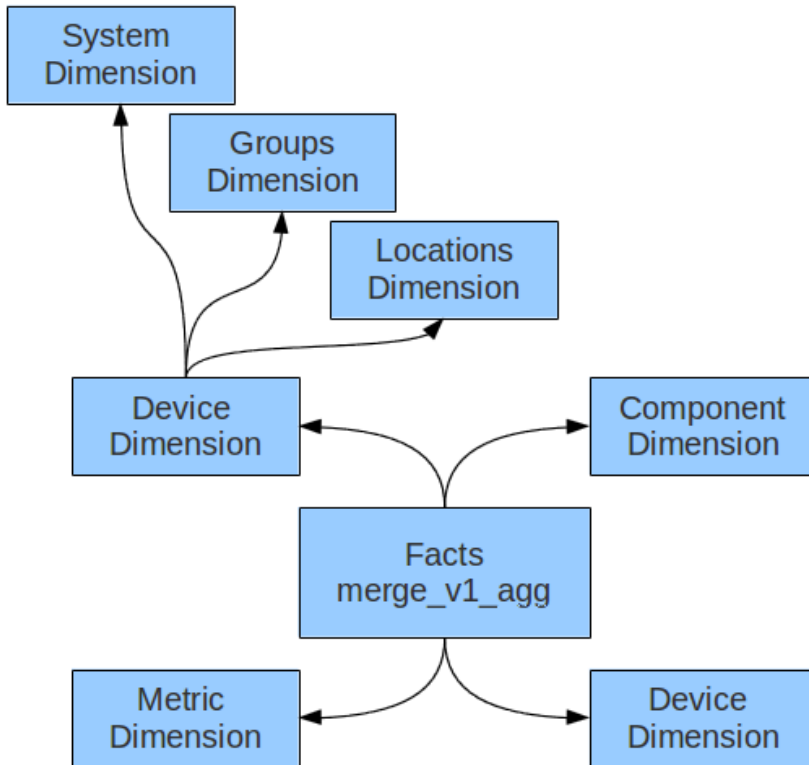 System
Dimension
Groups
Dimension
Locations
Dimension
Device
Dimension
Component
Dimension
Facts
merge_v1_agg
Metric
Dimension
Device
Dimension